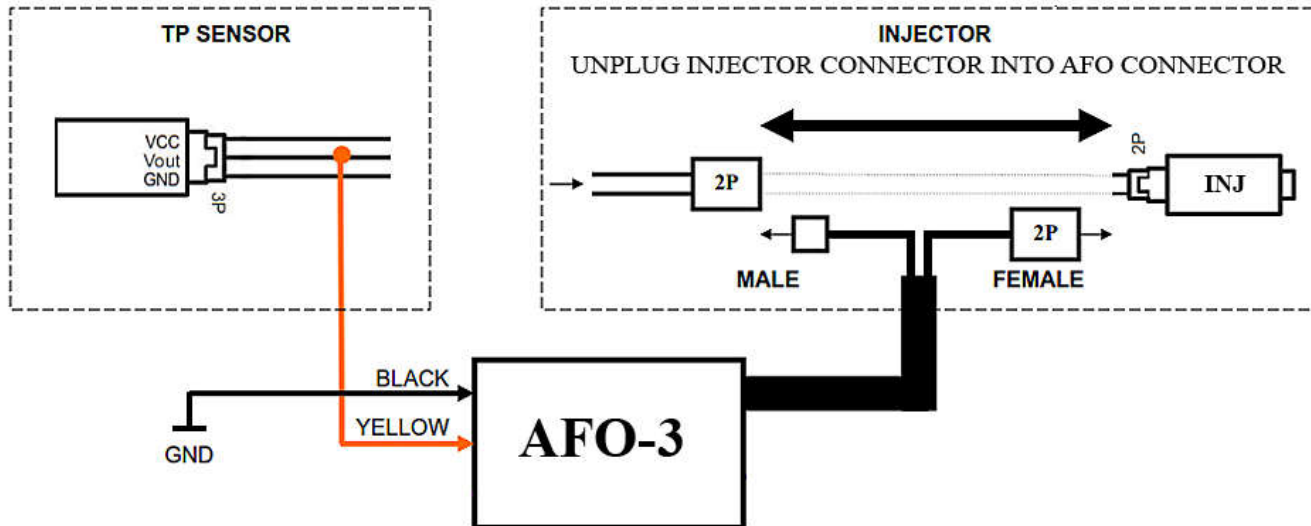 TP SENSOR
VCC
Vout
GND
3P
INJECTOR
UNPLUG INJECTOR CONNECTOR INTO AFO CONNECTOR
2P
2P
INJ
2P
MALE
FEMALE
BLACK
YELLOW
GND
AFO-3